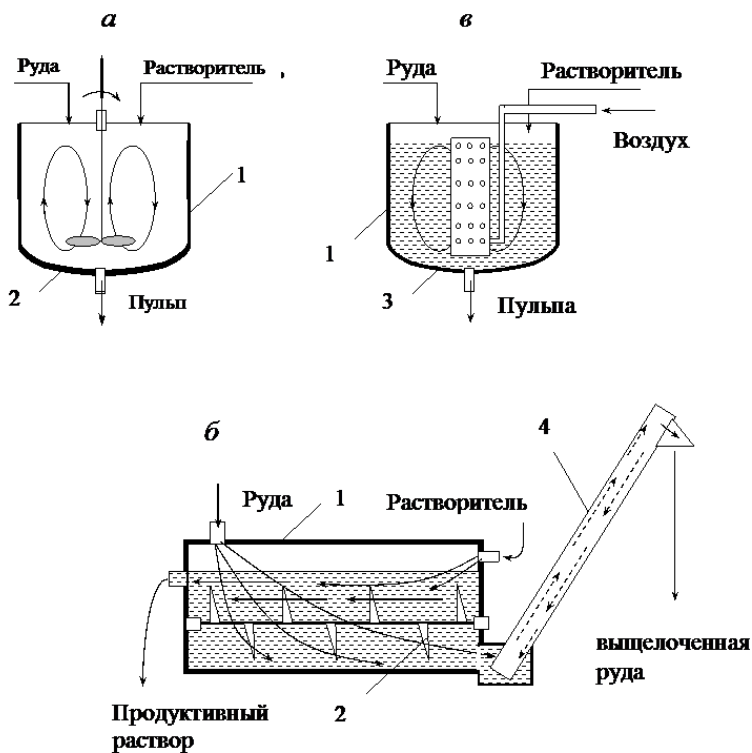 а
в
Руда
Растворитель
Руда
Растворитель
Воздух
1
1
2
3
Пульп
Пульпа
б
4
Руда
1
Растворитель
выщелоченная
руда
2
Продуктивный
раствор